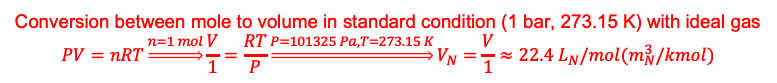 Conversion between mole to volume in standard condition (1 bar, 273.15 K) with ideal gas
PV = nRT =(n=1 mol)⇒ V/1 = RT/P =(P=101325 Pa,T=273.15 K)⇒ V_N = V/1 ≈ 22.4 L_N/mol(m_N^3/kmol)